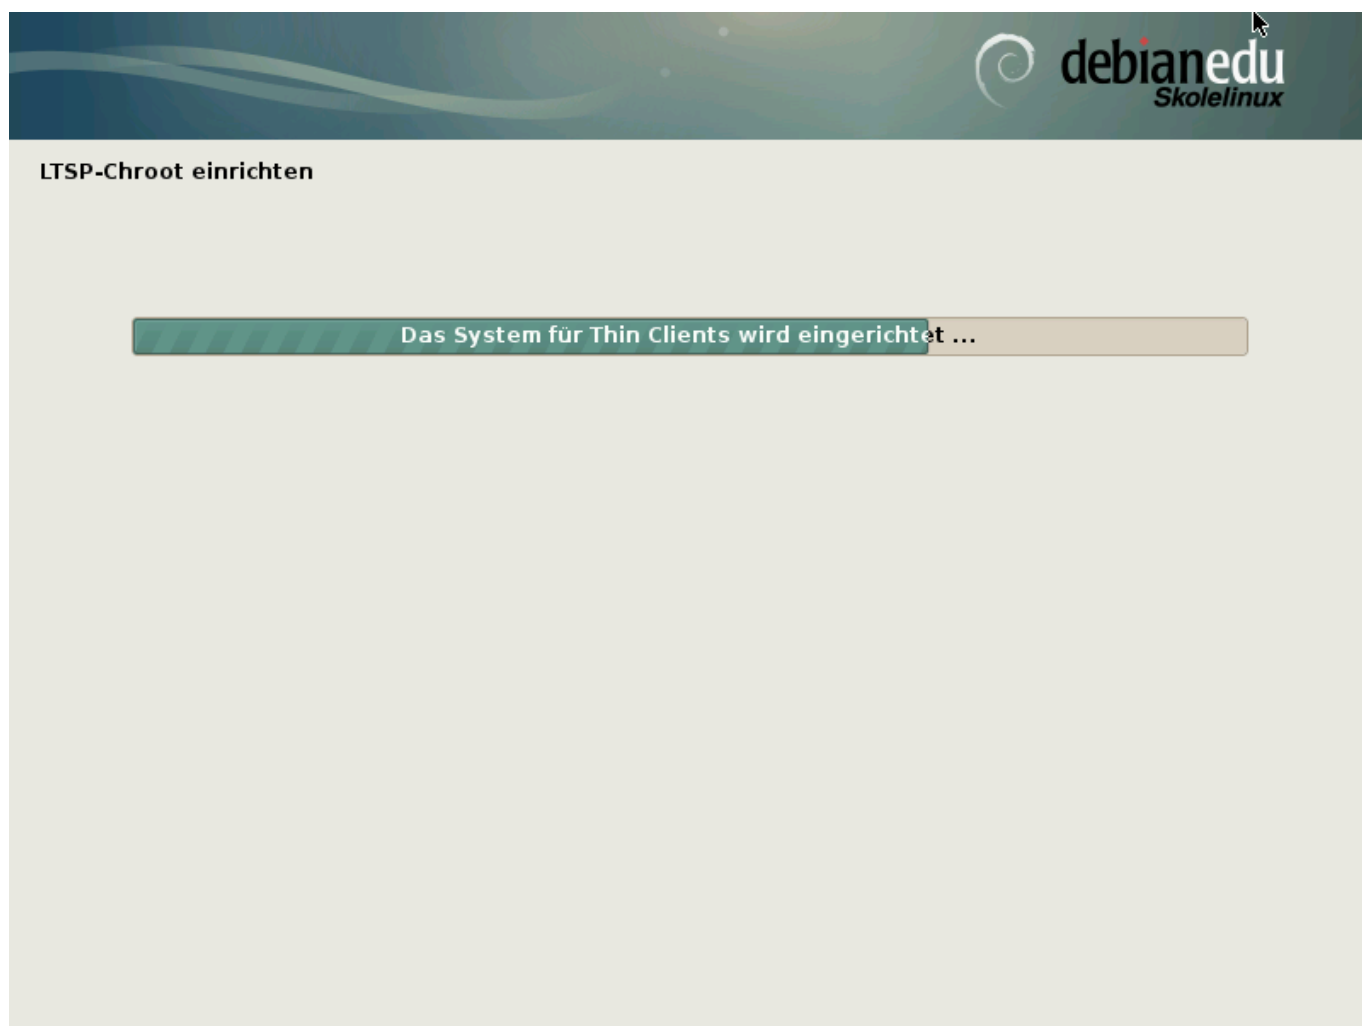 debianedu
Skolelinux
LTSP-Chroot einrichten
Das System für Thin Clients wird eingerichtet ...